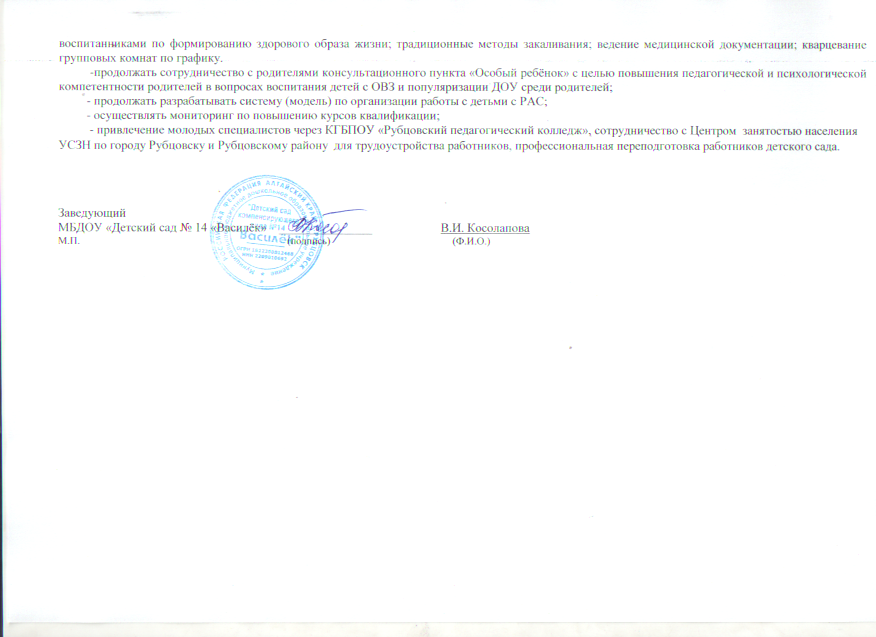 воспитанниками по формированию здорового образа жизни; традиционные методы закаливания; ведение медицинской документации; кварцевание
групповых комнат по графику.
-продолжать сотрудничество с родителями консультационного пункта «Особый ребёнок» с целью повышения педагогической и психологической
компетентности родителей в вопросах воспитания детей с ОВЗ и популяризации ДОУ среди родителей;
- продолжать разрабатывать систему (модель) по организации работы с детьми с РАС;
- осуществлять мониторинг по повышению курсов квалификации;
- привлечение молодых специалистов через КГБПОУ «Рубцовский педагогический колледж», сотрудничество с Центром занятостью населения
УСЗН по городу Рубцовску и Рубцовскому району для трудоустройства работников, профессиональная переподготовка работников детского сада.
Заведующий
МБДОУ «Детский сад № 14 «Василёк» В.И. Косолапова
М.П. (подпись) (Ф.И.О.)
"Детский сад
№14
Василёк"